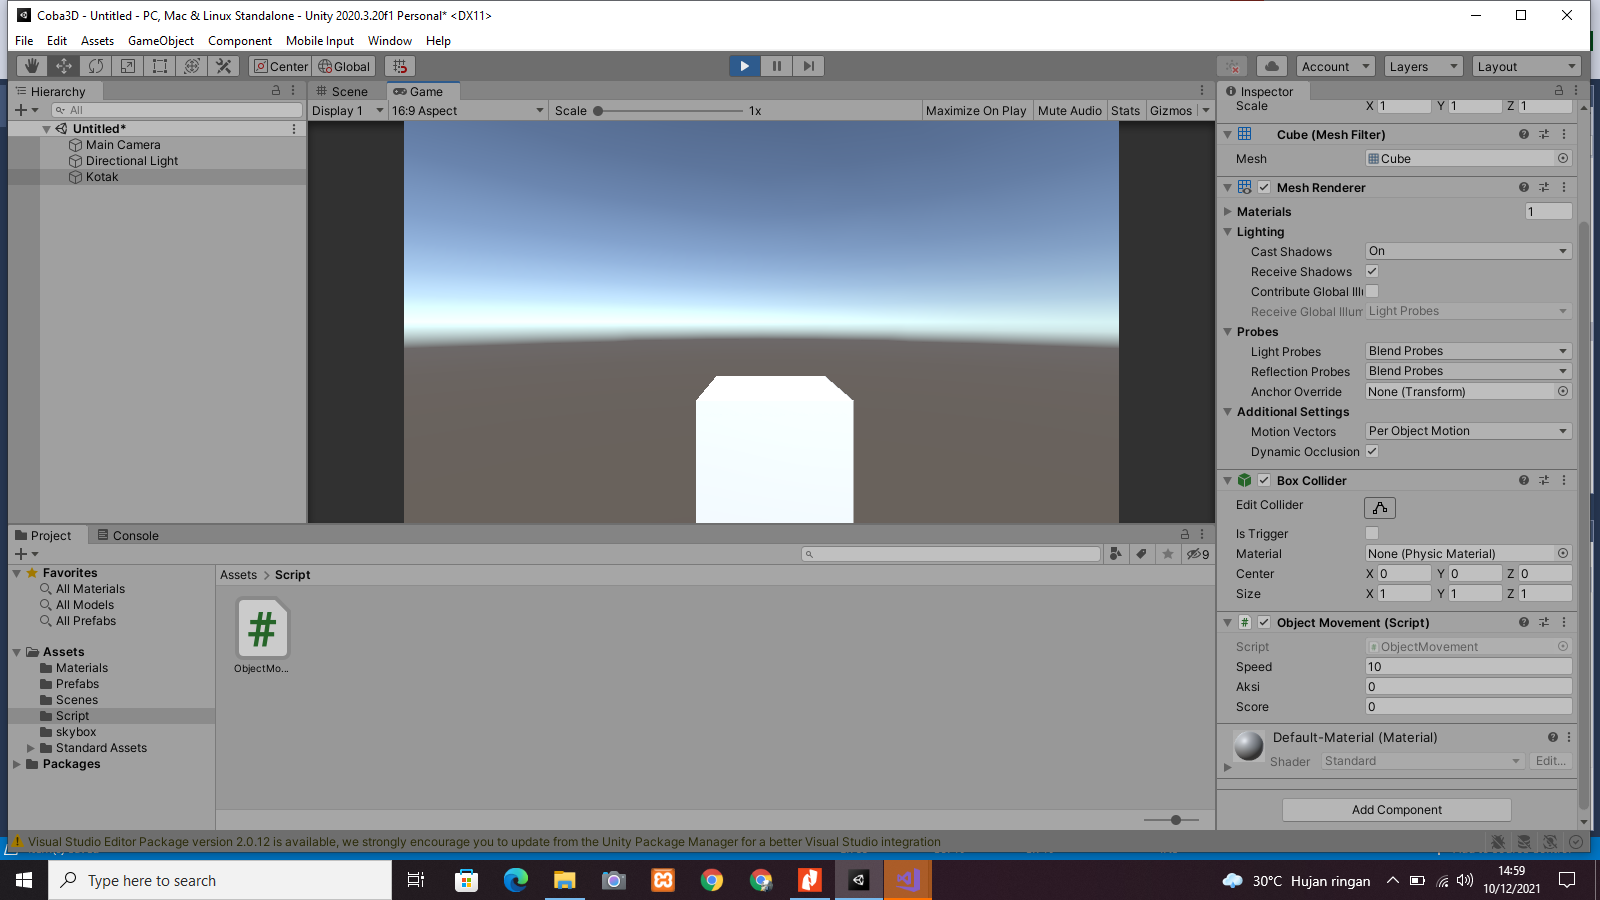 Coba3D - Untitled - PC, Mac & Linux Standalone - Unity 2020.3.20f1 Personal* <DX11>
File Edit Assets GameObject Component Mobile Input Window Help
Center Global Account Layers Layout
Hierarchy
All
Untitled*
Main Camera
Directional Light
Kotak
Scene Game
Display 1 16:9 Aspect Scale 1x Maximize On Play Mute Audio Stats Gizmos
Inspector
Scale X 1 Y 1 Z 1
Cube (Mesh Filter)
Mesh Cube
Mesh Renderer
Materials 1
Lighting
Cast Shadows On
Receive Shadows
Contribute Global Illu
Receive Global Illum Light Probes
Probes
Light Probes Blend Probes
Reflection Probes Blend Probes
Anchor Override None (Transform)
Additional Settings
Motion Vectors Per Object Motion
Dynamic Occlusion
Box Collider
Edit Collider
Is Trigger
Material None (Physic Material)
Center X 0 Y 0 Z 0
Size X 1 Y 1 Z 1
# Object Movement (Script)
Script ObjectMovement
Speed 10
Aksi 0
Score 0
Default-Material (Material)
Shader Standard Edit...
Add Component
Project Console
9
Favorites
All Materials
All Models
All Prefabs
Assets
Materials
Prefabs
Scenes
Script
skybox
Standard Assets
Packages
Assets > Script
#
ObjectMo...
Visual Studio Editor Package version 2.0.12 is available, we strongly encourage you to update from the Unity Package Manager for a better Visual Studio integration
Type here to search
30°C Hujan ringan
14:59
10/12/2021